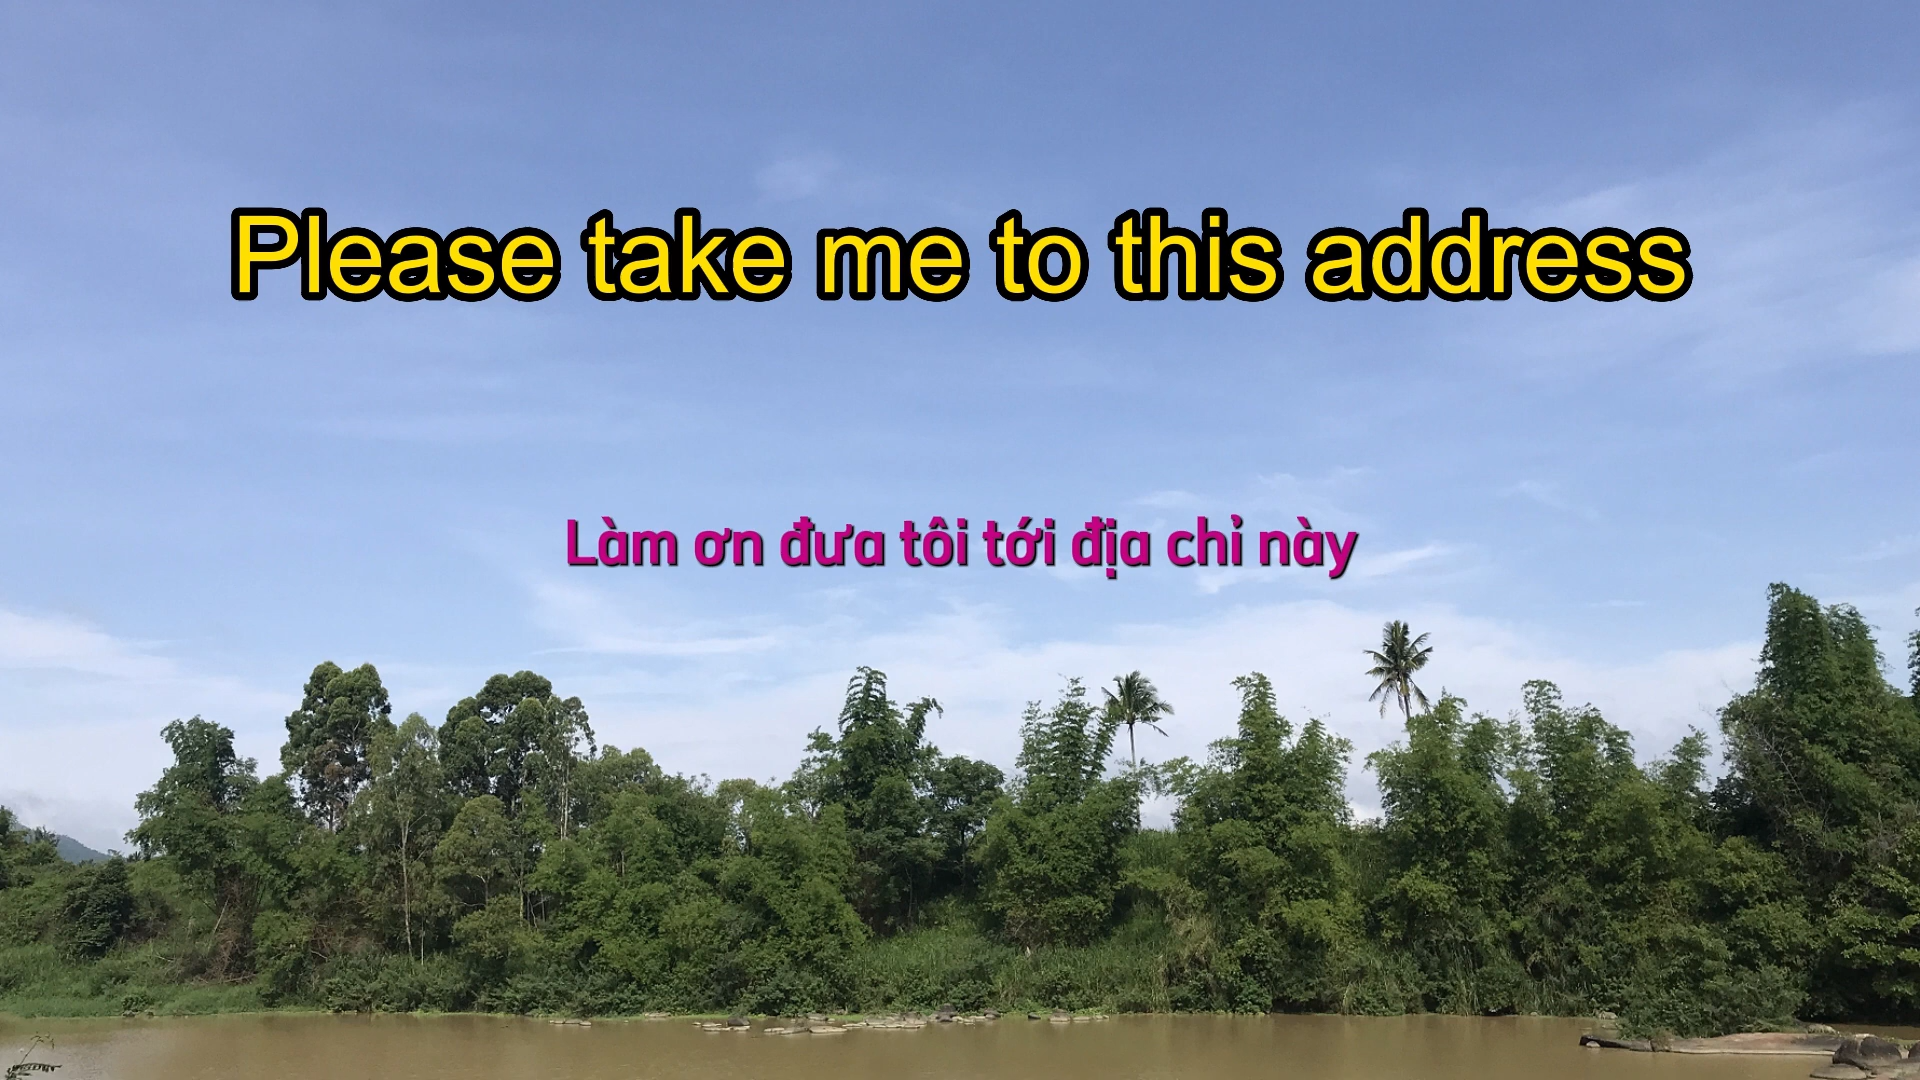 Please take me to this address
Làm ơn đưa tôi tới địa chỉ này